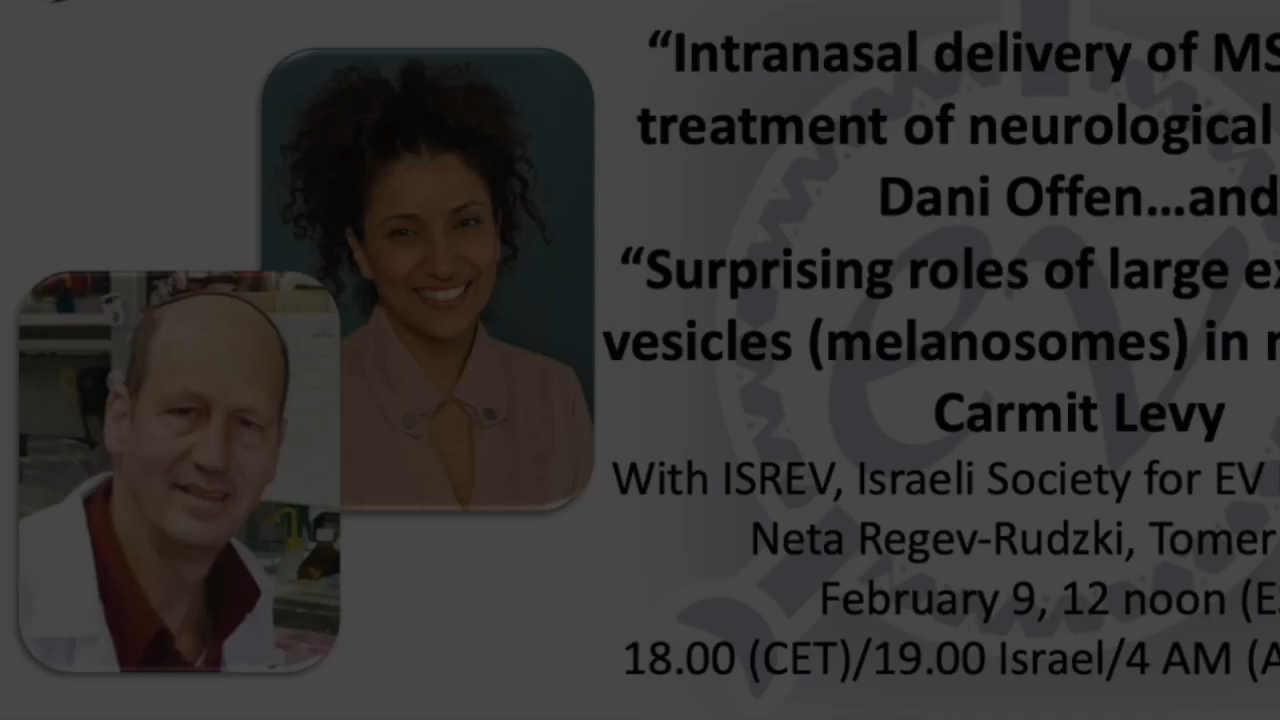 “Intranasal delivery of MS
treatment of neurological
Dani Offen...and
“Surprising roles of large ex
vesicles (melanosomes) in
Carmit Levy
With ISREV, Israeli Society for EV
Neta Regev-Rudzki, Tomer
February 9, 12 noon (E
18.00 (CET)/19.00 Israel/4 AM (A
ev